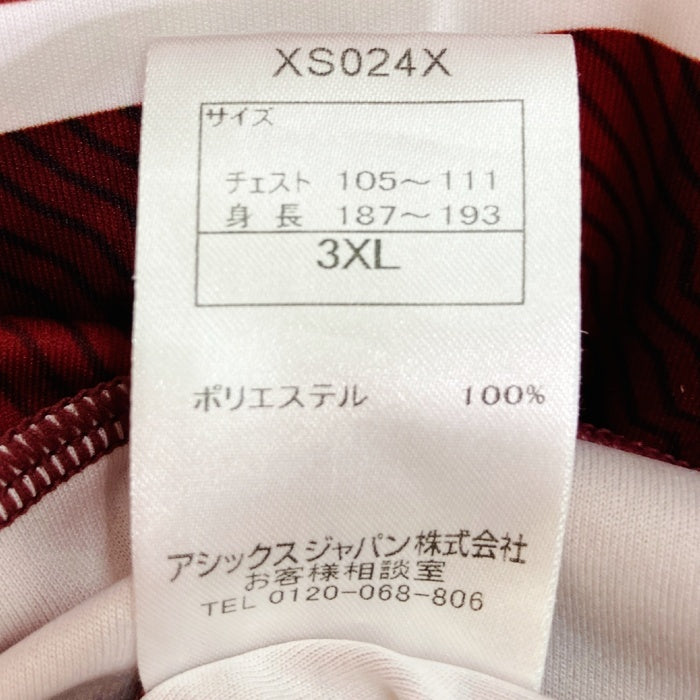 XS024X
サイズ
チェスト 105～111
身長 187～193
3XL
ポリエステル 100%
アシックスジャパン株式会社
お客様相談室
TEL 0120-068-806